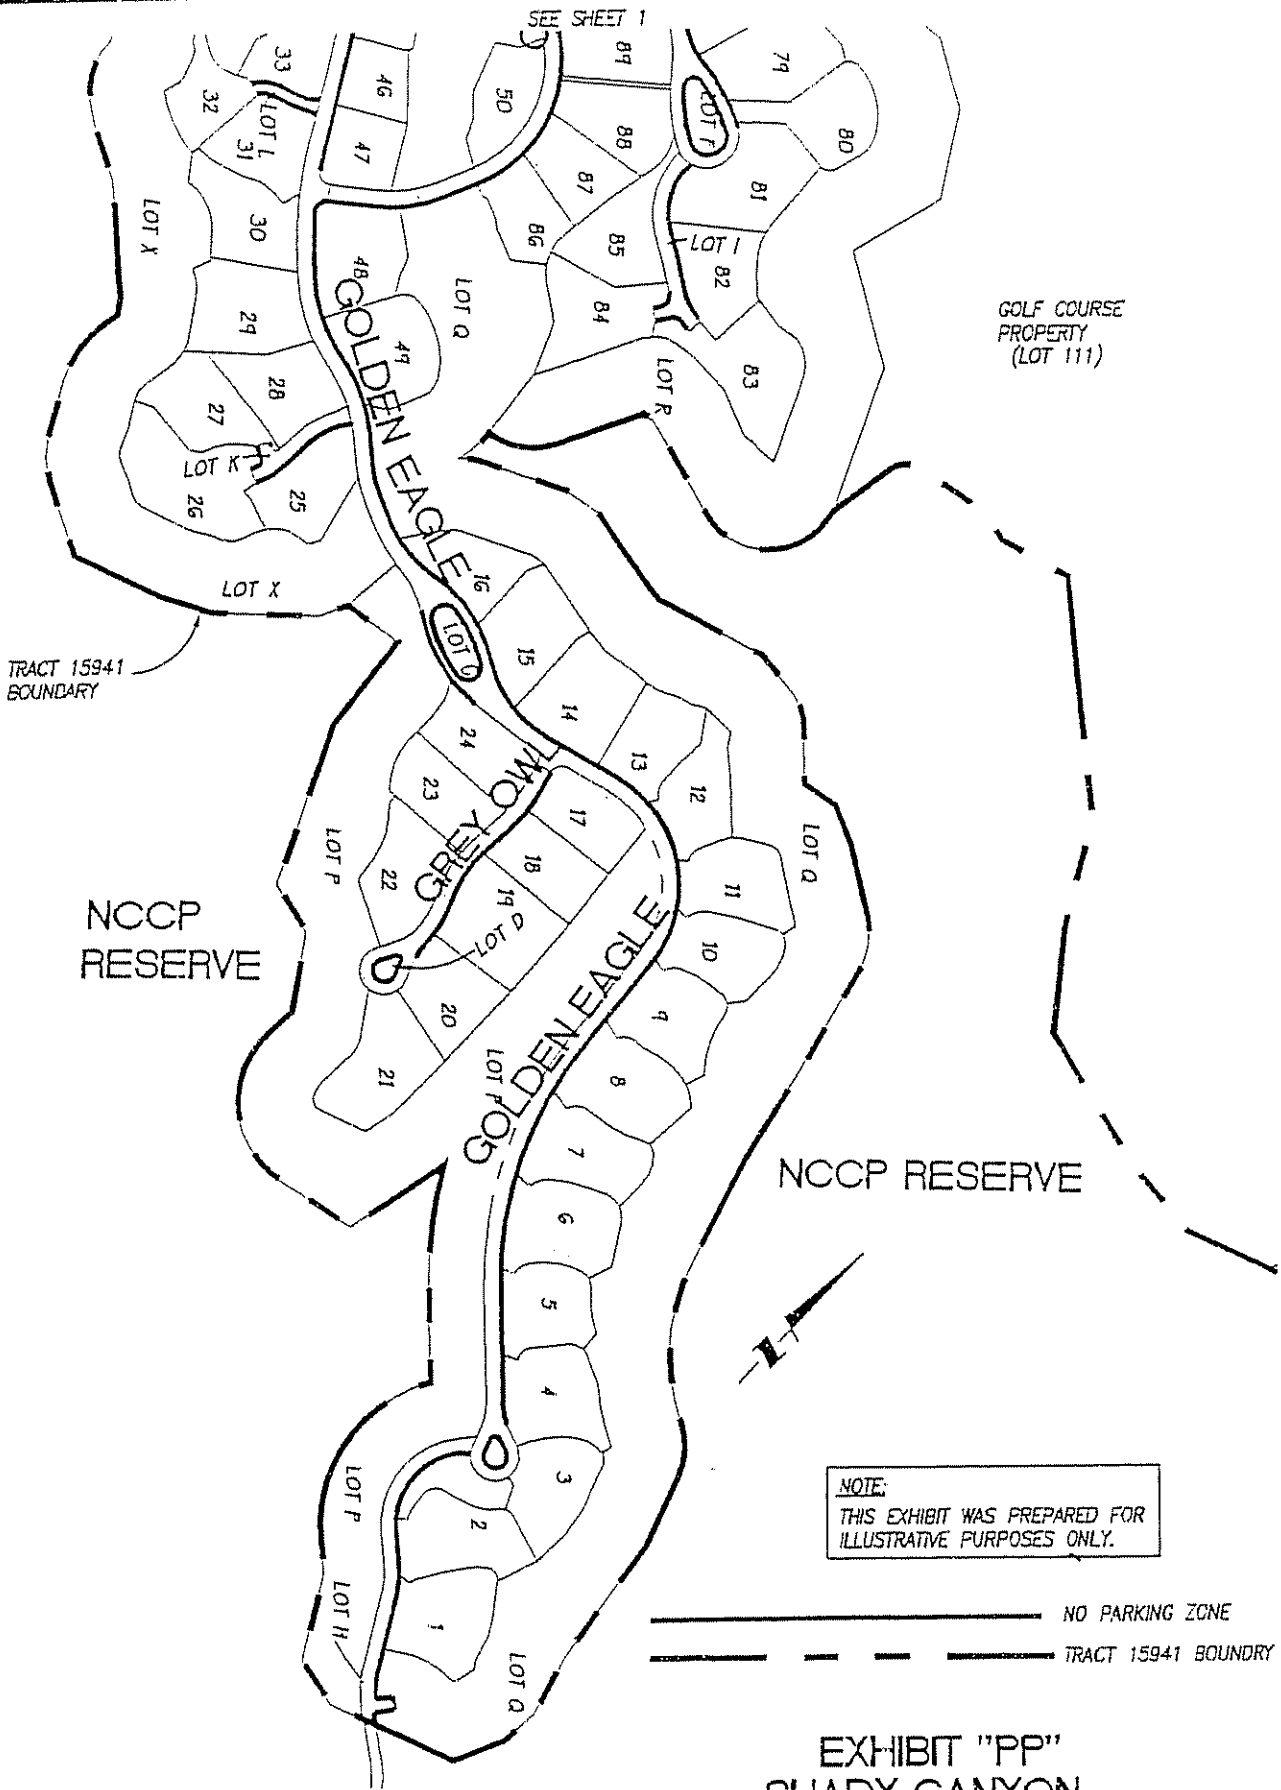 SEE SHEET 1
33
46
50
89
79
32
LOT L
31
47
88
LOT F
80
87
81
LOT X
30
86
85
LOT I
48
LOT Q
82
84
GOLF COURSE
PROPERTY
(LOT 111)
29
49
GOLDEN EAGLE
LOT R
83
28
27
LOT K
26
25
LOT X
16
TRACT 15941
BOUNDARY
15
14
24
13
GREY OWL
23
12
17
LOT P
18
LOT Q
22
19
11
NCCP
RESERVE
LOT D
10
GOLDEN EAGLE
20
9
LOT P
21
8
7
NCCP RESERVE
6
5
4
3
LOT P
2
NOTE:
THIS EXHIBIT WAS PREPARED FOR
ILLUSTRATIVE PURPOSES ONLY.
LOT H
1
NO PARKING ZONE
LOT Q
TRACT 15941 BOUNDRY
EXHIBIT "PP"
SHADY CANYON